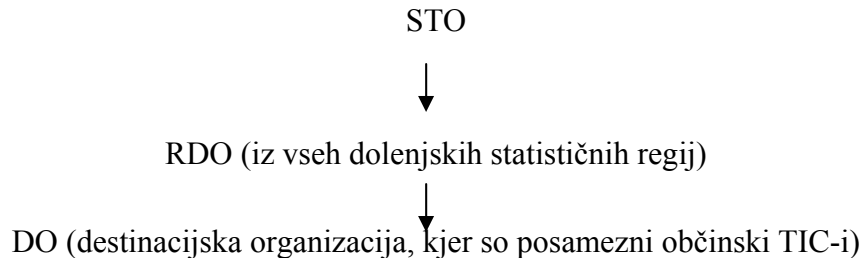 STO
RDO (iz vseh dolenjskih statističnih regij)
DO (destinacijska organizacija, kjer so posamezni občinski TIC-i)